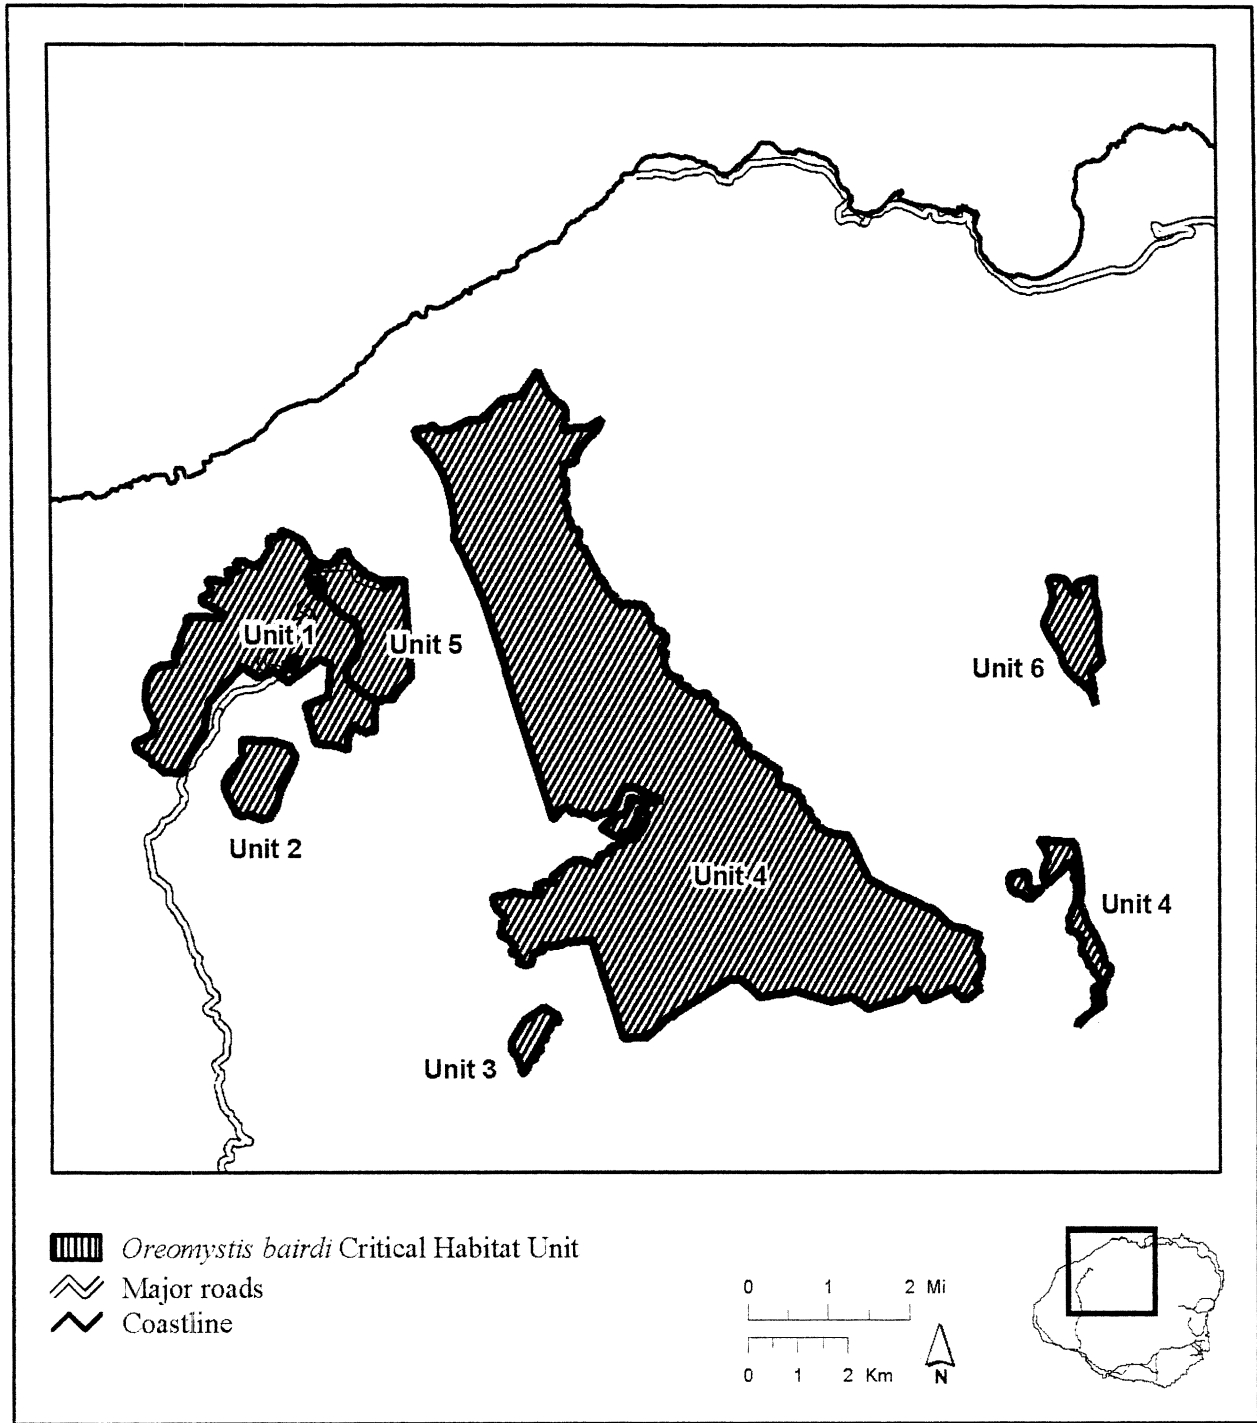 Unit 1
Unit 5
Unit 6
Unit 2
Unit 4
Unit 4
Unit 3
Oreomystis bairdi Critical Habitat Unit
Major roads
Coastline
0 1 2 Mi
0 1 2 Km
N